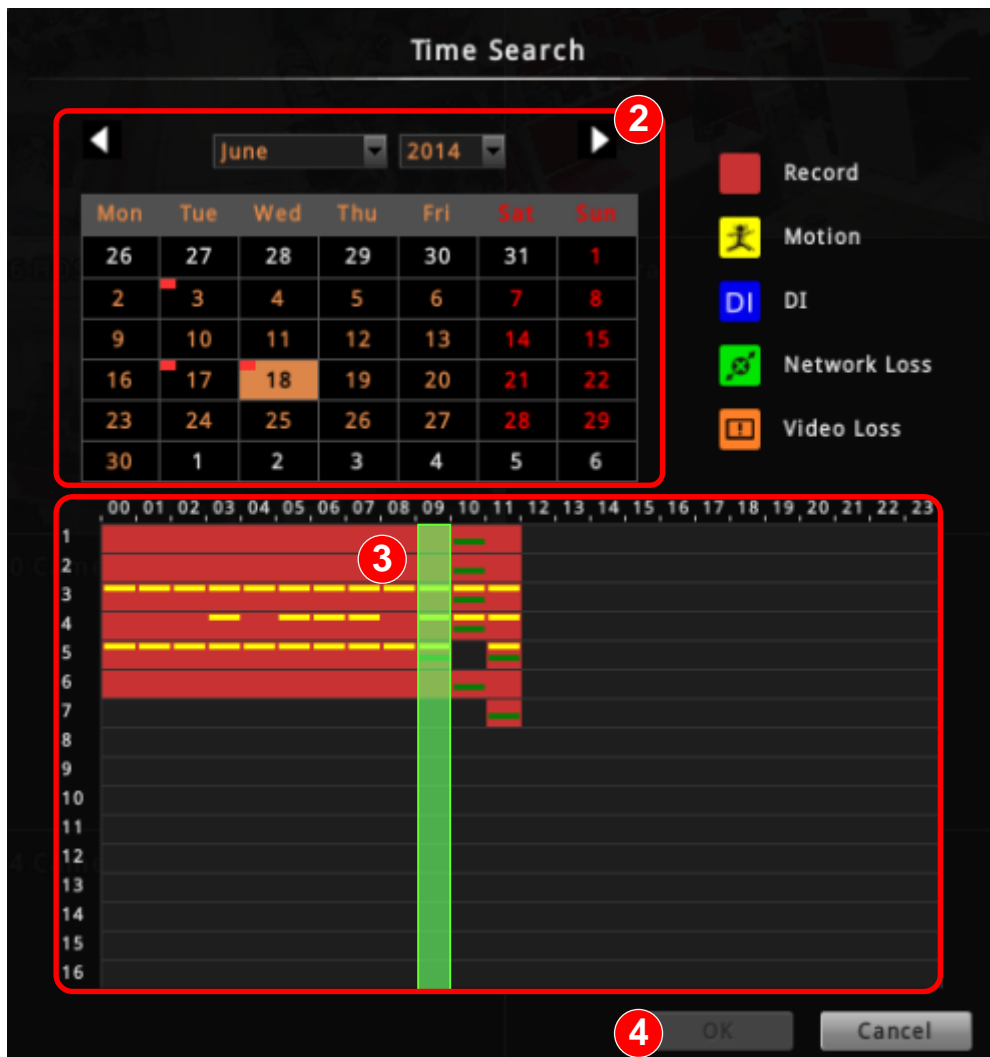 Time Search
2
June 2014
Mon Tue Wed Thu Fri Sat Sun
26 27 28 29 30 31 1
2 3 4 5 6 7 8
9 10 11 12 13 14 15
16 17 18 19 20 21 22
23 24 25 26 27 28 29
30 1 2 3 4 5 6
Record
Motion
DI DI
Network Loss
Video Loss
00 01 02 03 04 05 06 07 08 09 10 11 12 13 14 15 16 17 18 19 20 21 22 23
3
1
2
3
4
5
6
7
8
9
10
11
12
13
14
15
16
4 OK Cancel